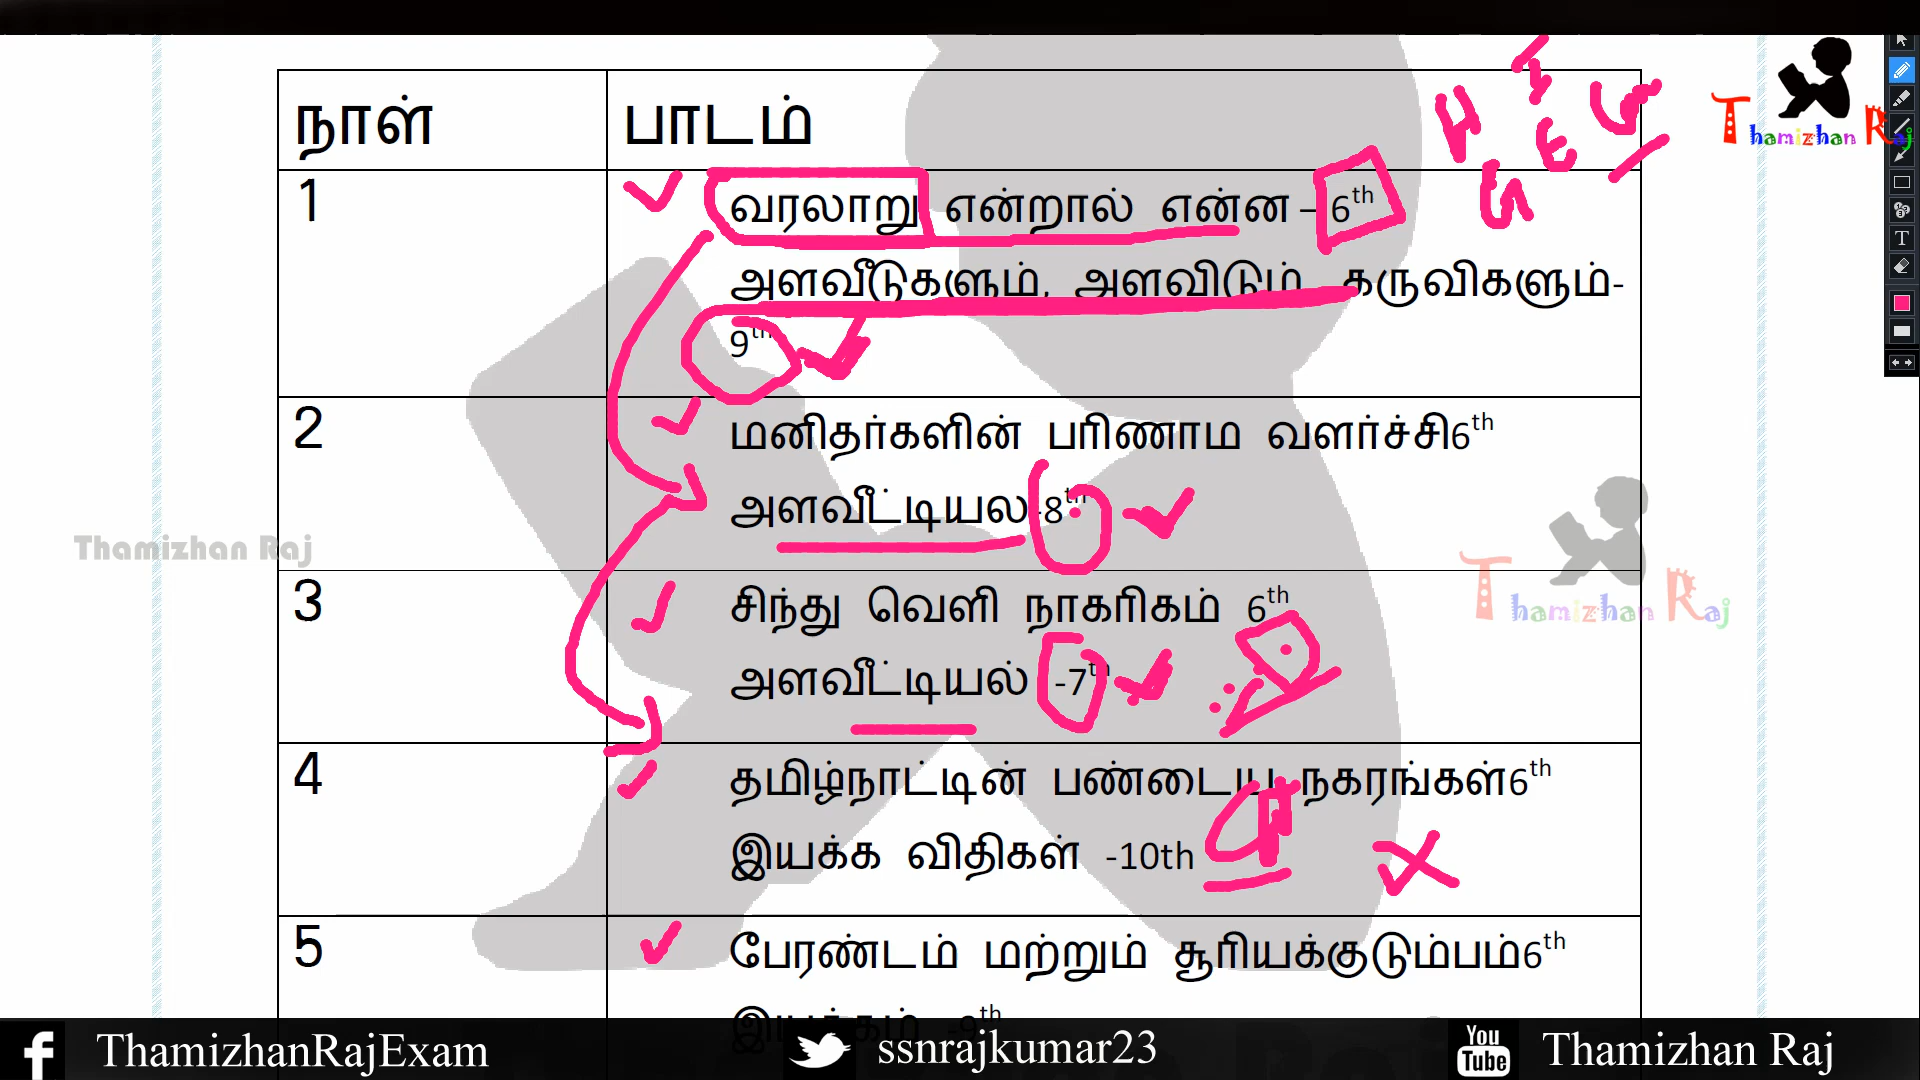 நாள் பாடம்
1 வரலாறு என்றால் என்ன – 6th
அளவீடுகளும், அளவிடும் கருவிகளும்-
9th
2 மனிதர்களின் பரிணாம வளர்ச்சி6th
அளவீட்டியல-8th
3 சிந்து வெளி நாகரிகம் 6th
அளவீட்டியல் -7th
4 தமிழ்நாட்டின் பண்டைய நகரங்கள்6th
இயக்க விதிகள் -10th
5 பேரண்டம் மற்றும் சூரியக்குடும்பம்6th
இயக்கம் -9th
H
E
G
Thamizhan Raj
Thamizhan Raj
Thamizhan Raj
ThamizhanRajExam
ssnrajkumar23
You
Tube
Thamizhan Raj